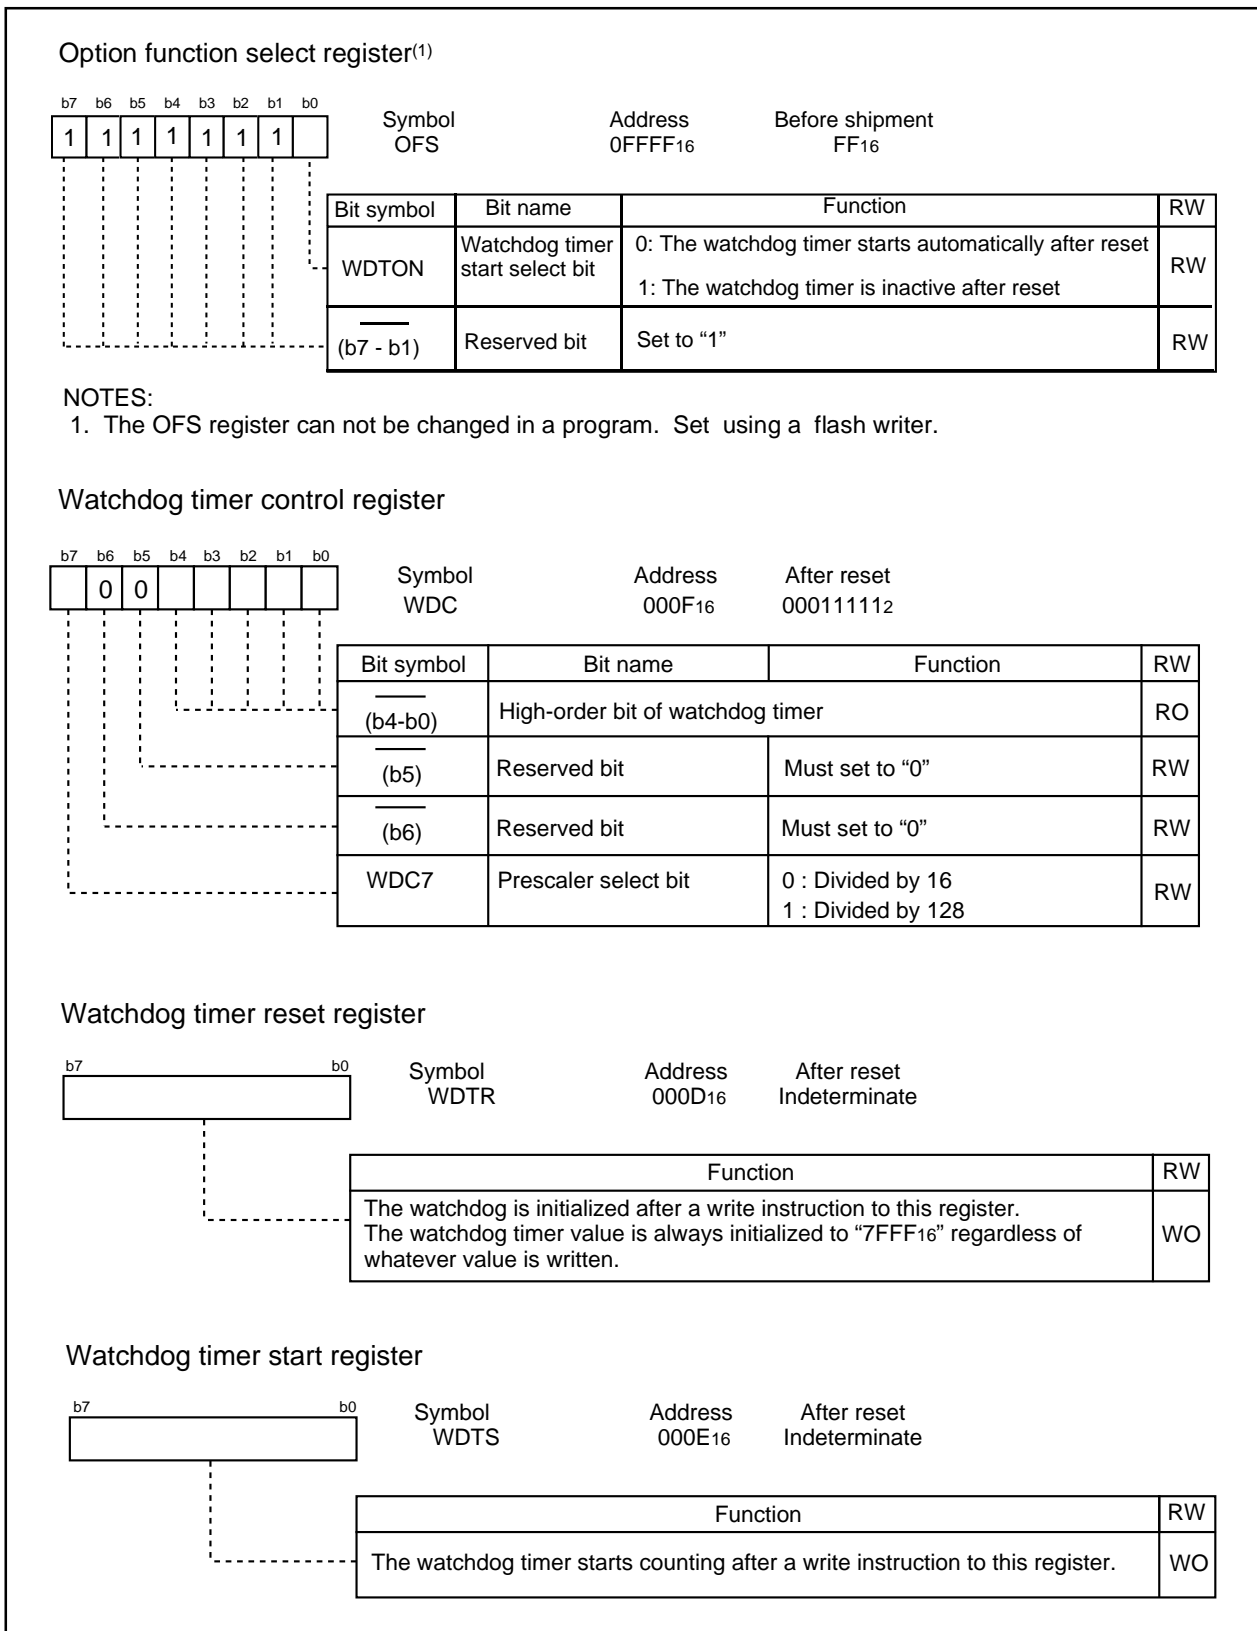 Option function select register(1)
b7 b6 b5 b4 b3 b2 b1 b0
1 1 1 1 1 1 1
Symbol Address Before shipment
OFS 0FFFF16 FF16
Bit symbol Bit name Function RW
WDTON Watchdog timer start select bit 0: The watchdog timer starts automatically after reset RW
1: The watchdog timer is inactive after reset
(b7 - b1) Reserved bit Set to “1” RW
NOTES:
1. The OFS register can not be changed in a program. Set using a flash writer.
Watchdog timer control register
b7 b6 b5 b4 b3 b2 b1 b0
0 0
Symbol Address After reset
WDC 000F16 000111112
Bit symbol Bit name Function RW
(b4-b0) High-order bit of watchdog timer RO
(b5) Reserved bit Must set to “0” RW
(b6) Reserved bit Must set to “0” RW
WDC7 Prescaler select bit 0 : Divided by 16 RW
1 : Divided by 128
Watchdog timer reset register
b7 b0
Symbol Address After reset
WDTR 000D16 Indeterminate
Function RW
The watchdog is initialized after a write instruction to this register.
The watchdog timer value is always initialized to “7FFF16” regardless of WO
whatever value is written.
Watchdog timer start register
b7 b0
Symbol Address After reset
WDTS 000E16 Indeterminate
Function RW
The watchdog timer starts counting after a write instruction to this register. WO